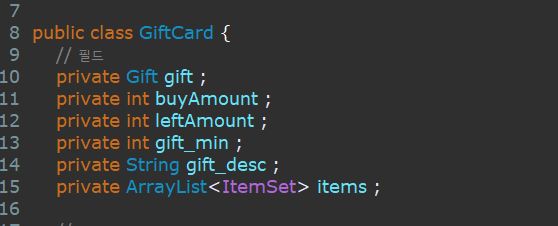 7
8 public class GiftCard {
9 // 필드
10 private Gift gift ;
11 private int buyAmount ;
12 private int leftAmount ;
13 private int gift_min ;
14 private String gift_desc ;
15 private ArrayList<ItemSet> items ;
16